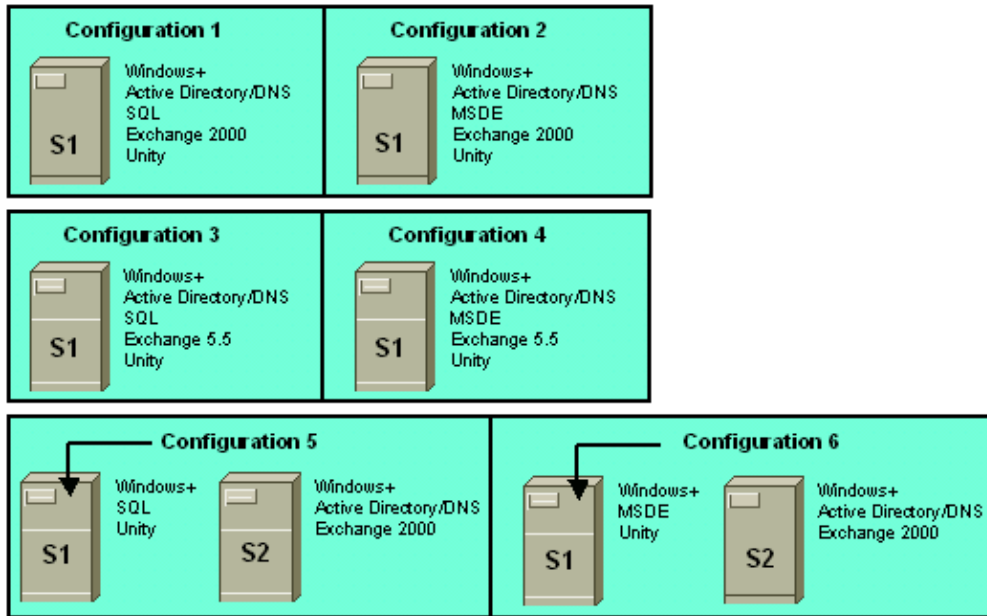 Configuration 1
S1
Windows+
Active Directory/DNS
SQL
Exchange 2000
Unity
Configuration 2
S1
Windows+
Active Directory/DNS
MSDE
Exchange 2000
Unity
Configuration 3
S1
Windows+
Active Directory/DNS
SQL
Exchange 5.5
Unity
Configuration 4
S1
Windows+
Active Directory/DNS
MSDE
Exchange 5.5
Unity
Configuration 5
S1
Windows+
SQL
Unity
S2
Windows+
Active Directory/DNS
Exchange 2000
Configuration 6
S1
Windows+
MSDE
Unity
S2
Windows+
Active Directory/DNS
Exchange 2000